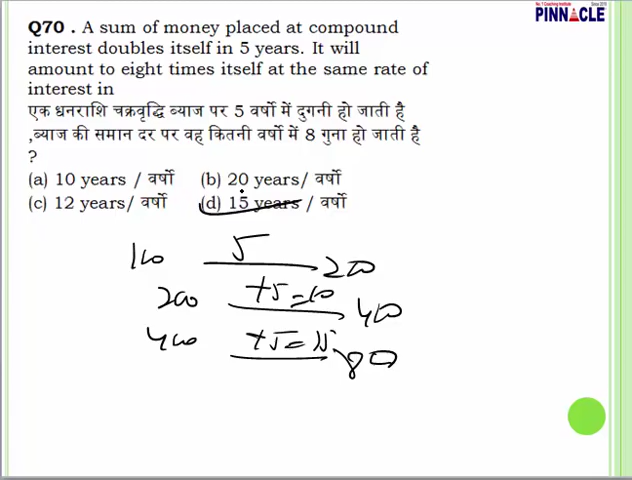 No. 1 Coaching Institute Since 2015
PINNACLE
Q70 . A sum of money placed at compound
interest doubles itself in 5 years. It will
amount to eight times itself at the same rate of
interest in
एक धनराशि चक्रवृद्धि ब्याज पर 5 वर्षो में दुगनी हो जाती है
,ब्याज की समान दर पर वह कितनी वर्षो में 8 गुना हो जाती है
?
(a) 10 years / वर्षो (b) 20 years/ वर्षो
(c) 12 years/ वर्षो (d) 15 years / वर्षो
100 5 200
200 +5=10 400
400 +5=15 800